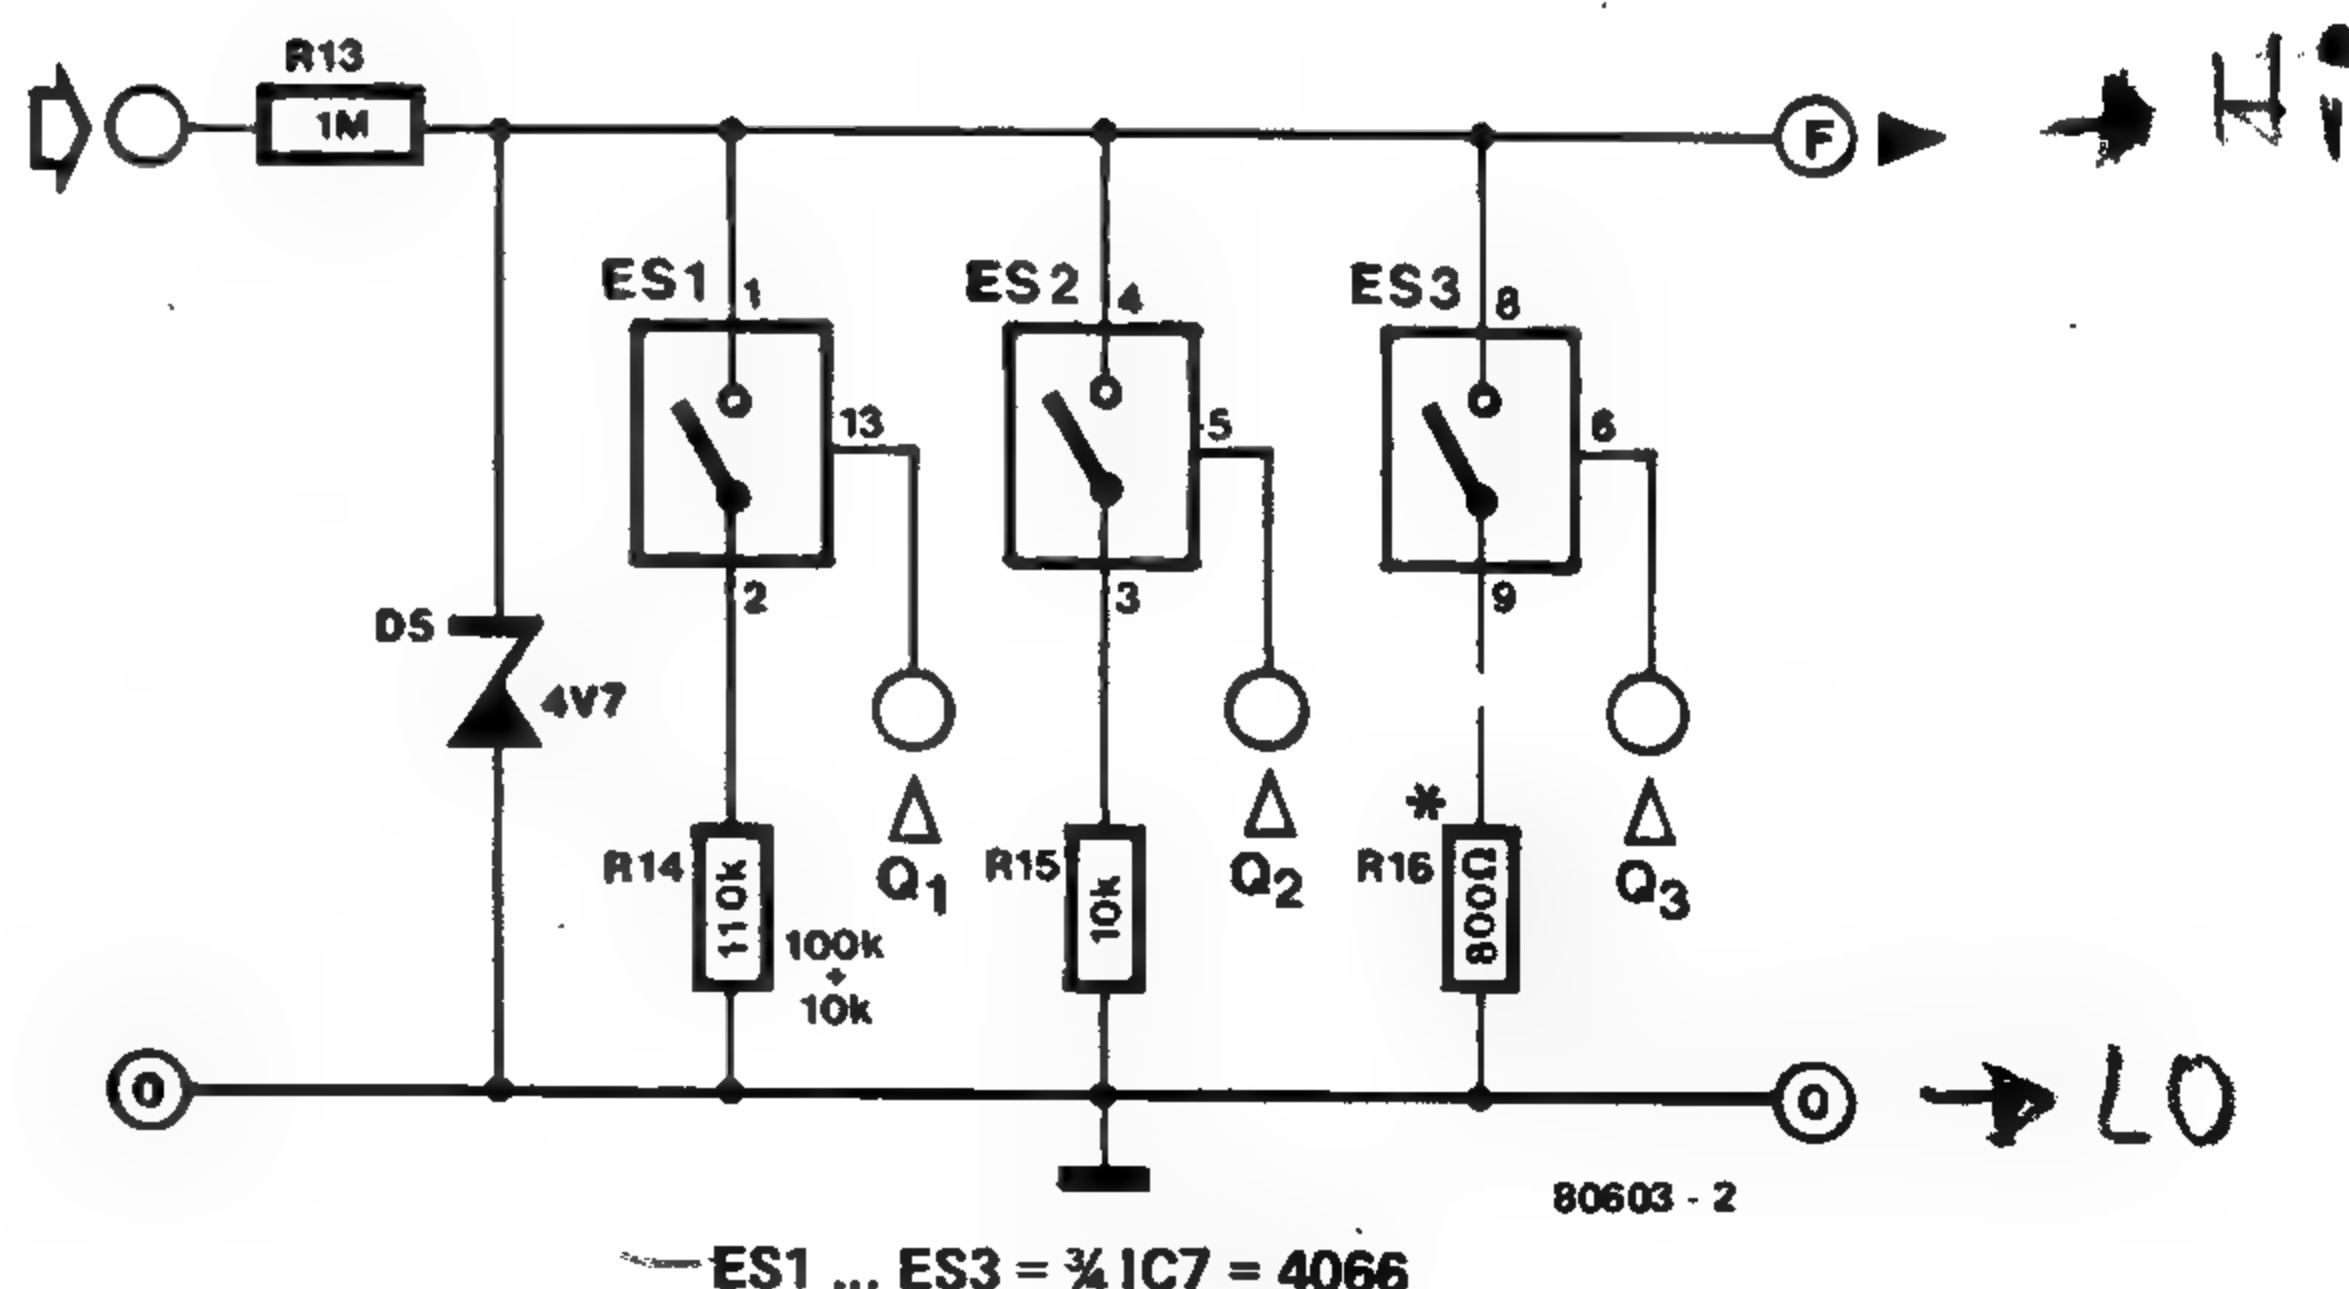 R13
1M
F
Hi
ES1
1
ES2
4
ES3
8
13
5
6
2
3
9
D5
4V7
R14
110k
100k
+
10k
Q1
R15
10k
Q2
*
R16
800Ω
Q3
0
0
LO
80603 - 2
ES1 ... ES3 = ¾ IC7 = 4066